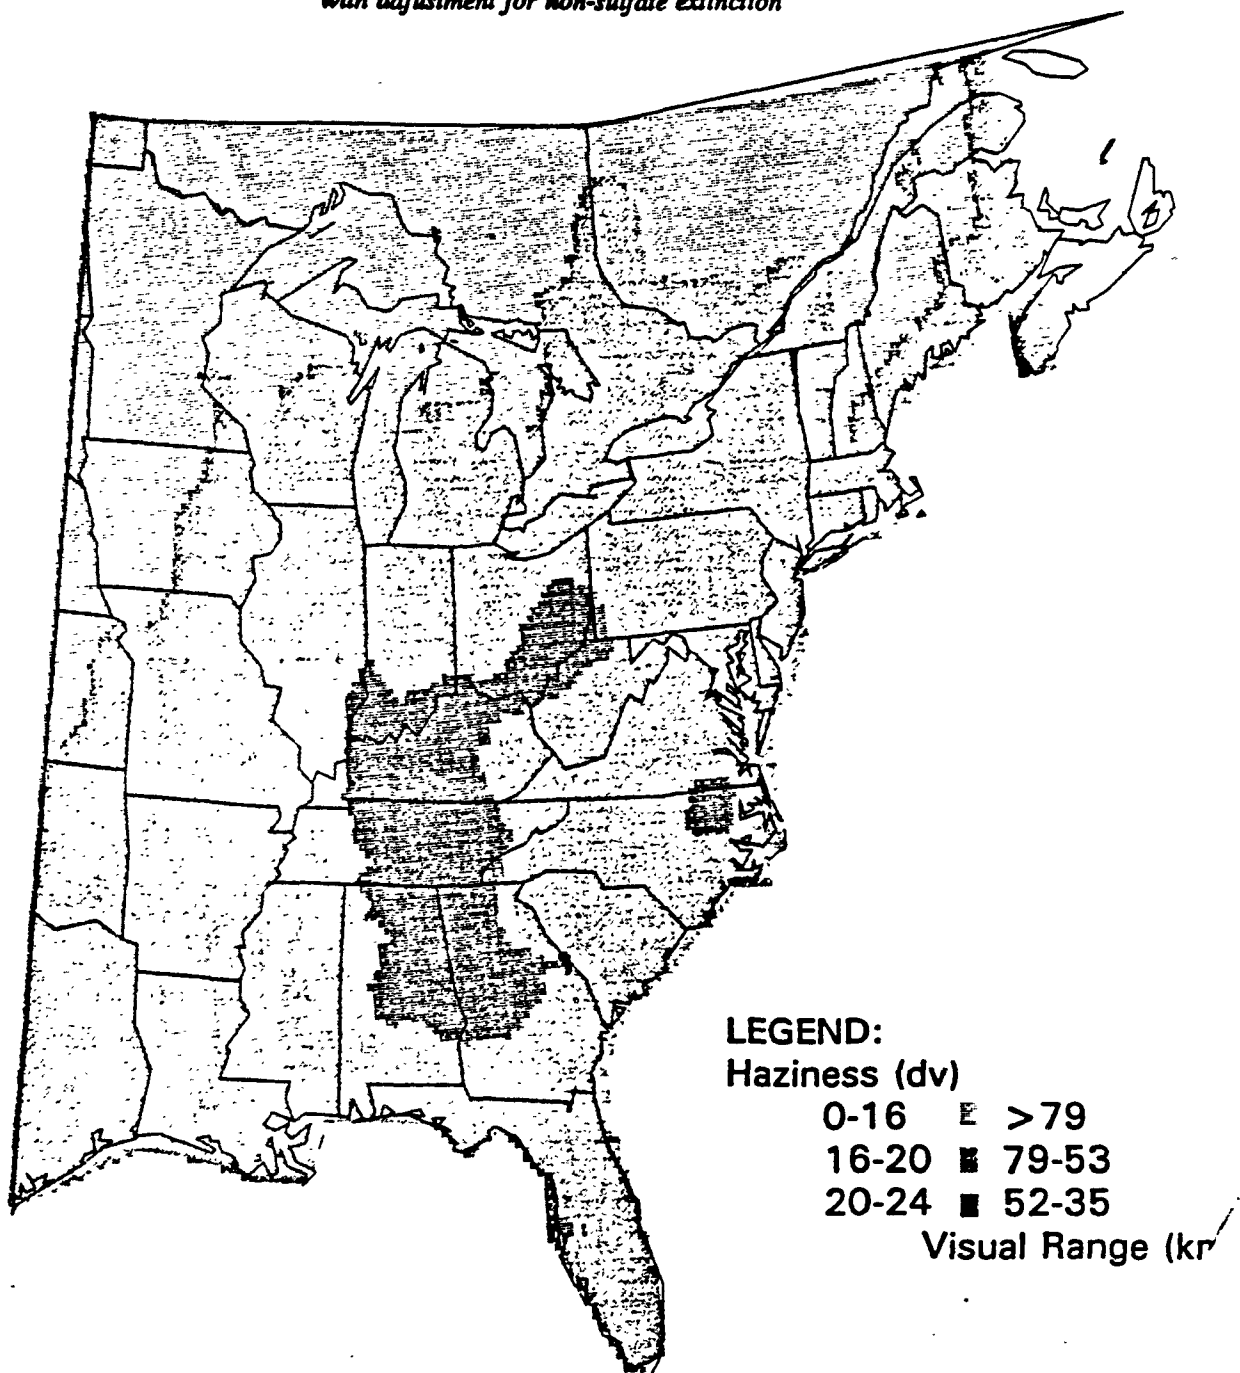 with adjustment for non-sulfate extinction
LEGEND:
Haziness (dv)
0-16 >79
16-20 79-53
20-24 52-35
Visual Range (k